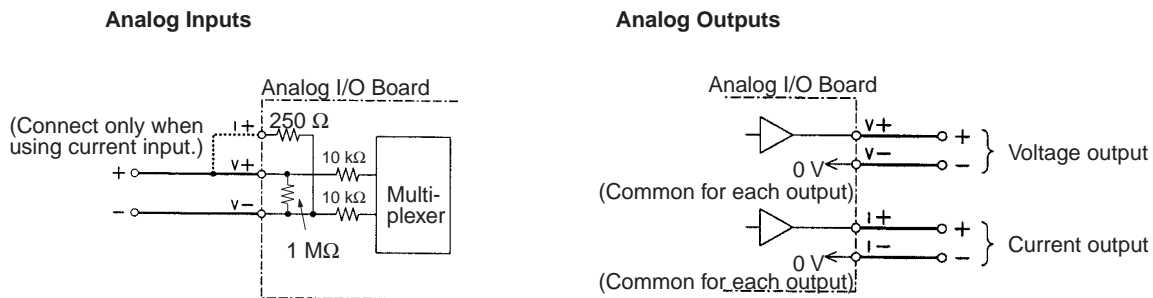 Analog Inputs
Analog I/O Board
(Connect only when
using current input.)
I+
250 Ω
V+
10 kΩ
+
10 kΩ
Multi-
plexer
V−
−
1 MΩ
Analog Outputs
Analog I/O Board
V+
+
V−
−
0 V
Voltage output
(Common for each output)
I+
+
I−
−
0 V
Current output
(Common for each output)